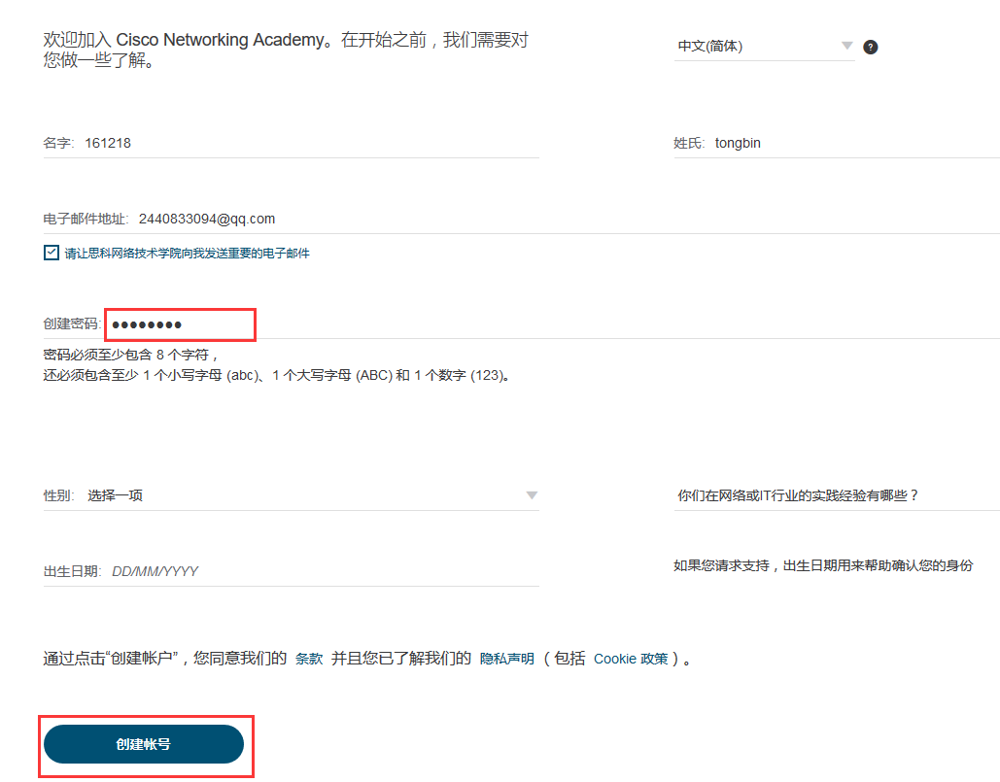 欢迎加入 Cisco Networking Academy。在开始之前，我们需要对
您做一些了解。
中文(简体)
?
名字: 161218
姓氏: tongbin
电子邮件地址: 2440833094@qq.com
请让思科网络技术学院向我发送重要的电子邮件
创建密码: ●●●●●●●●
密码必须至少包含 8 个字符，
还必须包含至少 1 个小写字母 (abc)、1 个大写字母 (ABC) 和 1 个数字 (123)。
性别: 选择一项
你们在网络或IT行业的实践经验有哪些？
出生日期: DD/MM/YYYY
如果您请求支持，出生日期用来帮助确认您的身份
通过点击“创建帐户”，您同意我们的 条款 并且您已了解我们的 隐私声明 （包括 Cookie 政策）。
创建帐号